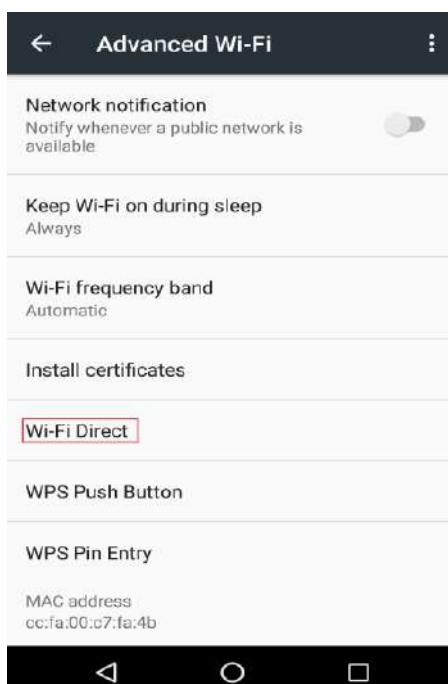 Advanced Wi-Fi
Network notification
Notify whenever a public network is
available
Keep Wi-Fi on during sleep
Always
Wi-Fi frequency band
Automatic
Install certificates
Wi-Fi Direct
WPS Push Button
WPS Pin Entry
MAC address
cc:fa:00:c7:fa:4b